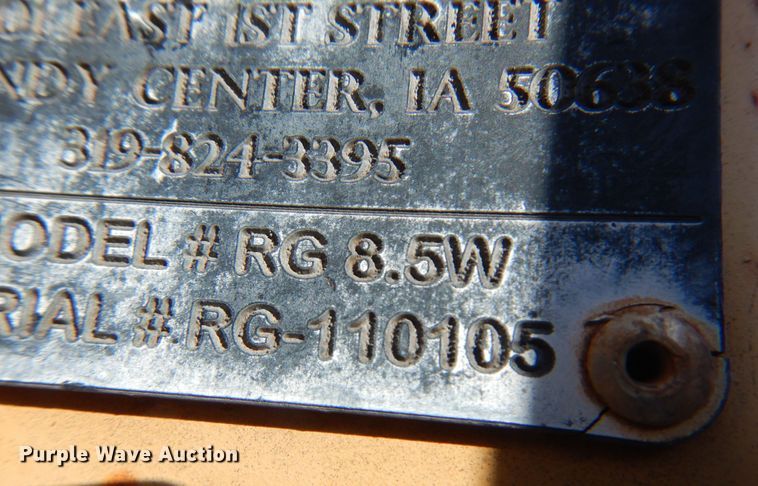 EAST 1ST STREET
NDY CENTER, IA 50638
319-824-3395
MODEL # RG 8.5W
RIAL # RG-110105
Purple Wave Auction